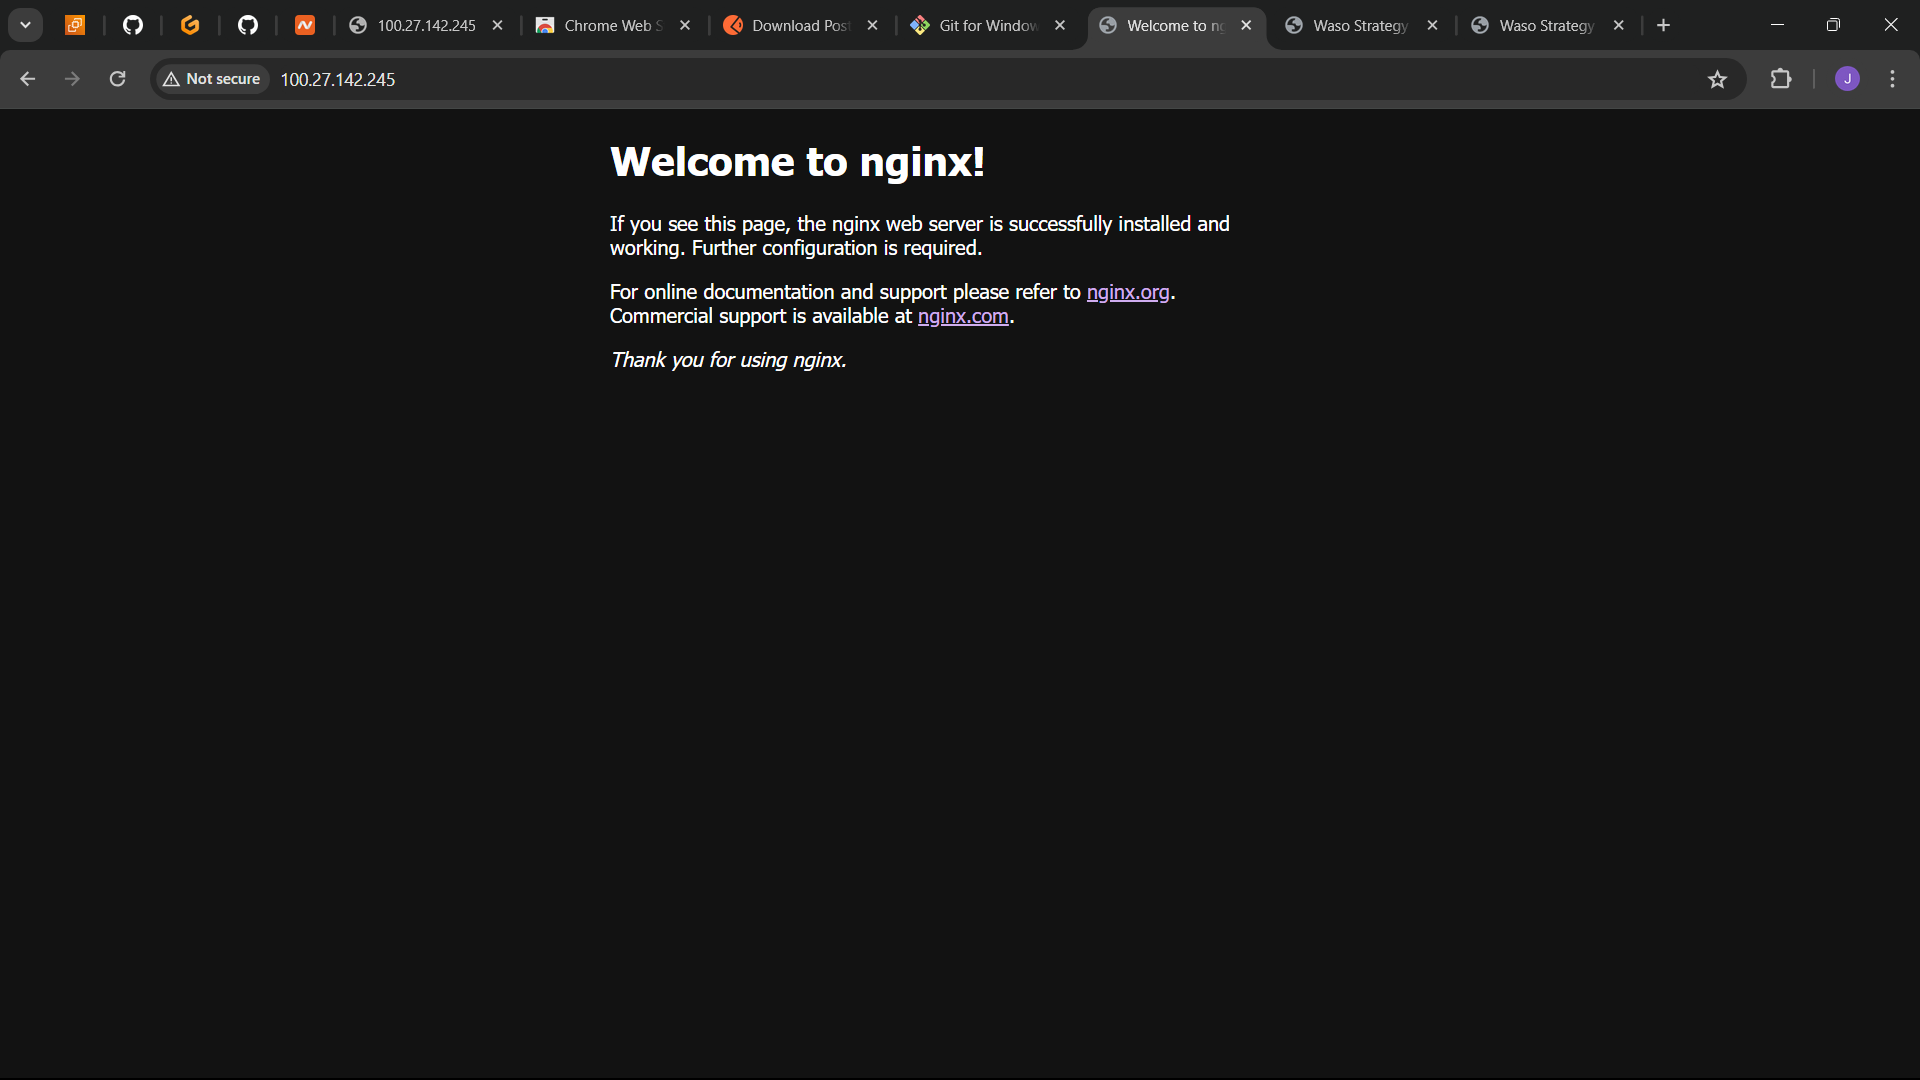 100.27.142.245
Chrome Web S
Download Post
Git for Window
Welcome to ng
Waso Strategy
Waso Strategy
Not secure
100.27.142.245
J
Welcome to nginx!
If you see this page, the nginx web server is successfully installed and
working. Further configuration is required.
For online documentation and support please refer to nginx.org.
Commercial support is available at nginx.com.
Thank you for using nginx.